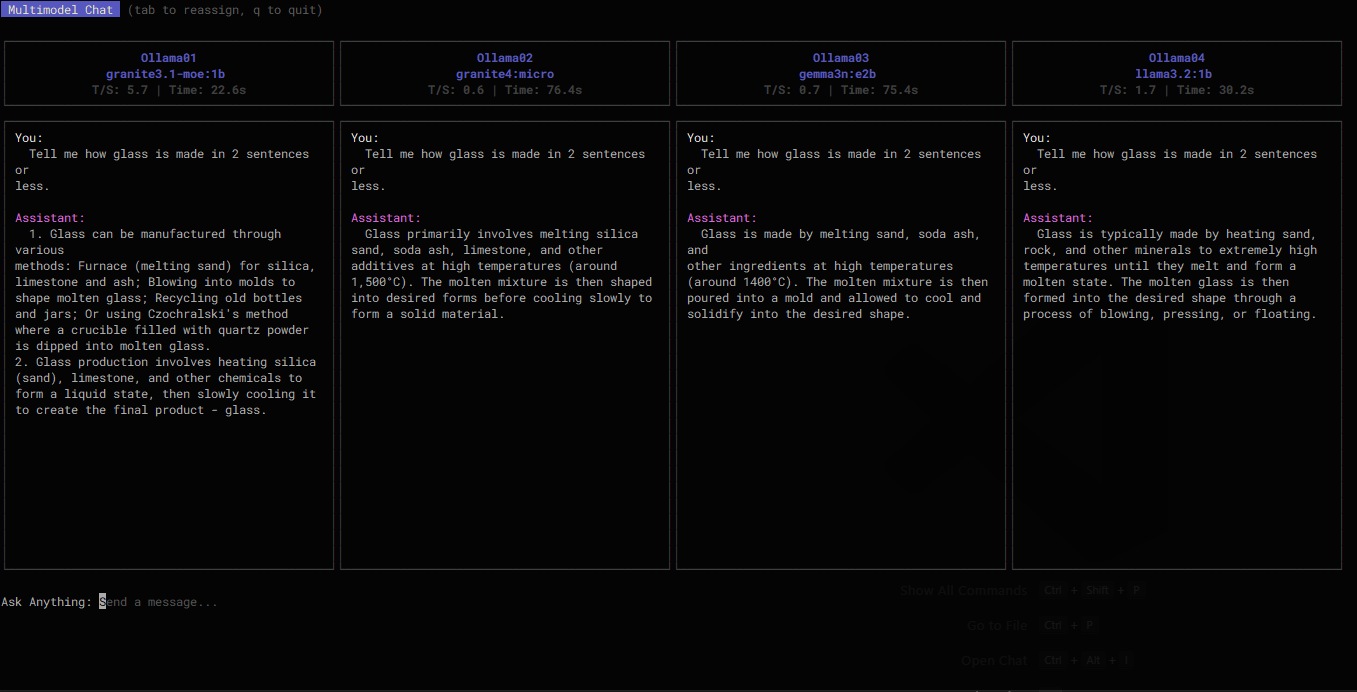 Multimodel Chat (tab to reassign, q to quit)
Ollama01
granite3.1-moe:1b
T/S: 5.7 | Time: 22.6s
Ollama02
granite4:micro
T/S: 0.6 | Time: 76.4s
Ollama03
gemma3n:e2b
T/S: 0.7 | Time: 75.4s
Ollama04
llama3.2:1b
T/S: 1.7 | Time: 30.2s
You:
Tell me how glass is made in 2 sentences
or
less.
Assistant:
1. Glass can be manufactured through
various
methods: Furnace (melting sand) for silica,
limestone and ash; Blowing into molds to
shape molten glass; Recycling old bottles
and jars; Or using Czochralski's method
where a crucible filled with quartz powder
is dipped into molten glass.
2. Glass production involves heating silica
(sand), limestone, and other chemicals to
form a liquid state, then slowly cooling it
to create the final product - glass.
You:
Tell me how glass is made in 2 sentences
or
less.
Assistant:
Glass primarily involves melting silica
sand, soda ash, limestone, and other
additives at high temperatures (around
1,500°C). The molten mixture is then shaped
into desired forms before cooling slowly to
form a solid material.
You:
Tell me how glass is made in 2 sentences
or
less.
Assistant:
Glass is made by melting sand, soda ash,
and
other ingredients at high temperatures
(around 1400°C). The molten mixture is then
poured into a mold and allowed to cool and
solidify into the desired shape.
You:
Tell me how glass is made in 2 sentences
or
less.
Assistant:
Glass is typically made by heating sand,
rock, and other minerals to extremely high
temperatures until they melt and form a
molten state. The molten glass is then
formed into the desired shape through a
process of blowing, pressing, or floating.
Ask Anything: Send a message...
Show All Commands Ctrl + Shift + P
Go to File Ctrl + P
Open Chat Ctrl + Alt + I